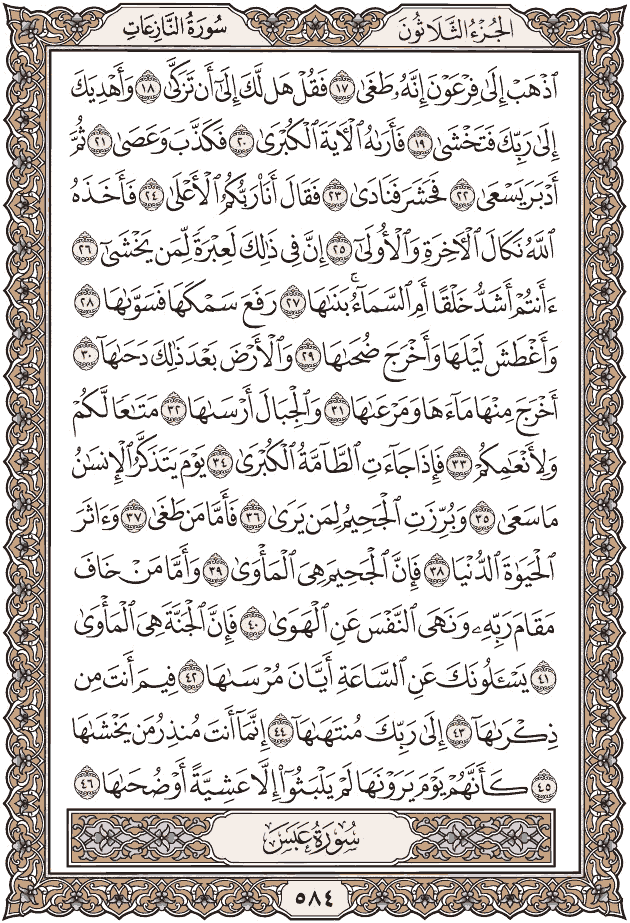 الجُزْءُ الثَّلَاثُونَ
سُورَةُ النَّازِعَاتِ
ٱذۡهَبۡ إِلَىٰ فِرۡعَوۡنَ إِنَّهُۥ طَغَىٰ ١٧ فَقُلۡ هَل لَّكَ إِلَىٰٓ أَن تَزَكَّىٰ ١٨ وَأَهۡدِيَكَ
إِلَىٰ رَبِّكَ فَتَخۡشَىٰ ١٩ فَأَرَىٰهُ ٱلۡأٓيَةَ ٱلۡكُبۡرَىٰ ٢٠ فَكَذَّبَ وَعَصَىٰ ٢١ ثُمَّ
أَدۡبَرَ يَسۡعَىٰ ٢٢ فَحَشَرَ فَنَادَىٰ ٢٣ فَقَالَ أَنَا۠ رَبُّكُمُ ٱلۡأَعۡلَىٰ ٢٤ فَأَخَذَهُ
ٱللَّهُ نَكَالَ ٱلۡأٓخِرَةِ وَٱلۡأُولَىٰٓ ٢٥ إِنَّ فِي ذَٰلِكَ لَعِبۡرَةٗ لِّمَن يَخۡشَىٰٓ ٢٦
ءَأَنتُمۡ أَشَدُّ خَلۡقًا أَمِ ٱلسَّمَآءُۚ بَنَىٰهَا ٢٧ رَفَعَ سَمۡكَهَا فَسَوَّىٰهَا ٢٨
وَأَغۡطَشَ لَيۡلَهَا وَأَخۡرَجَ ضُحَىٰهَا ٢٩ وَٱلۡأَرۡضَ بَعۡدَ ذَٰلِكَ دَحَىٰهَآ ٣٠
أَخۡرَجَ مِنۡهَا مَآءَهَا وَمَرۡعَىٰهَا ٣١ وَٱلۡجِبَالَ أَرۡسَىٰهَا ٣٢ مَتَٰعٗا لَّكُمۡ
وَلِأَنۡعَٰمِكُمۡ ٣٣ فَإِذَا جَآءَتِ ٱلطَّآمَّةُ ٱلۡكُبۡرَىٰ ٣٤ يَوۡمَ يَتَذَكَّرُ ٱلۡإِنسَٰنُ
مَا سَعَىٰ ٣٥ وَبُرِّزَتِ ٱلۡجَحِيمُ لِمَن يَرَىٰ ٣٦ فَأَمَّا مَن طَغَىٰ ٣٧ وَءَاثَرَ
ٱلۡحَيَوٰةَ ٱلدُّنۡيَا ٣٨ فَإِنَّ ٱلۡجَحِيمَ هِيَ ٱلۡمَأۡوَىٰ ٣٩ وَأَمَّا مَنۡ خَافَ
مَقَامَ رَبِّهِۦ وَنَهَى ٱلنَّفۡسَ عَنِ ٱلۡهَوَىٰ ٤٠ فَإِنَّ ٱلۡجَنَّةَ هِيَ ٱلۡمَأۡوَىٰ
٤١ يَسۡـَٔلُونَكَ عَنِ ٱلسَّاعَةِ أَيَّانَ مُرۡسَىٰهَا ٤٢ فِيمَ أَنتَ مِن
ذِكۡرَىٰهَآ ٤٣ إِلَىٰ رَبِّكَ مُنتَهَىٰهَآ ٤٤ إِنَّمَآ أَنتَ مُنذِرُ مَن يَخۡشَىٰهَا
٤٥ كَأَنَّهُمۡ يَوۡمَ يَرَوۡنَهَا لَمۡ يَلۡبَثُوٓاْ إِلَّا عَشِيَّةً أَوۡ ضُحَىٰهَا ٤٦
سُورَةُ عَبَسَ
٥٨٤